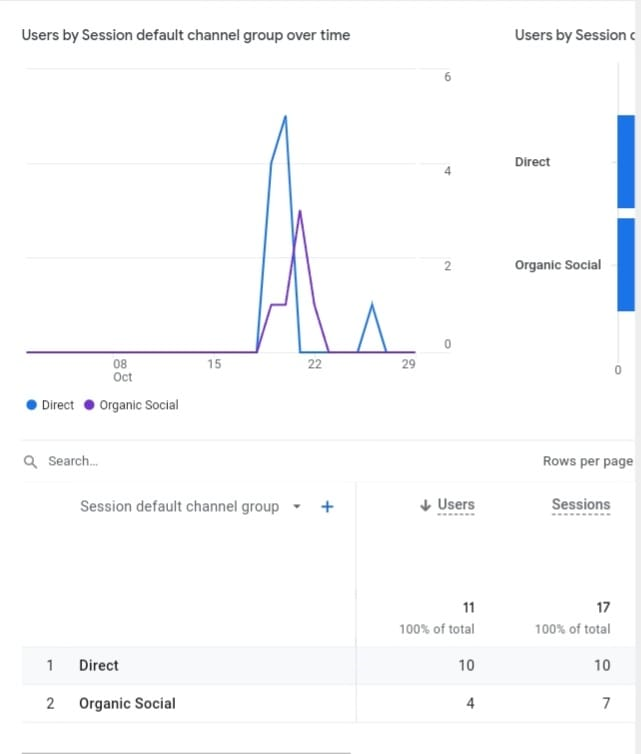 Users by Session default channel group over time
Users by Session
6
4
2
0
08
Oct
15
22
29
Direct
Organic Social
Direct
Organic Social
0
Search...
Rows per page
Session default channel group
Users
Sessions
11
17
100% of total
100% of total
1 Direct 10 10
2 Organic Social 4 7